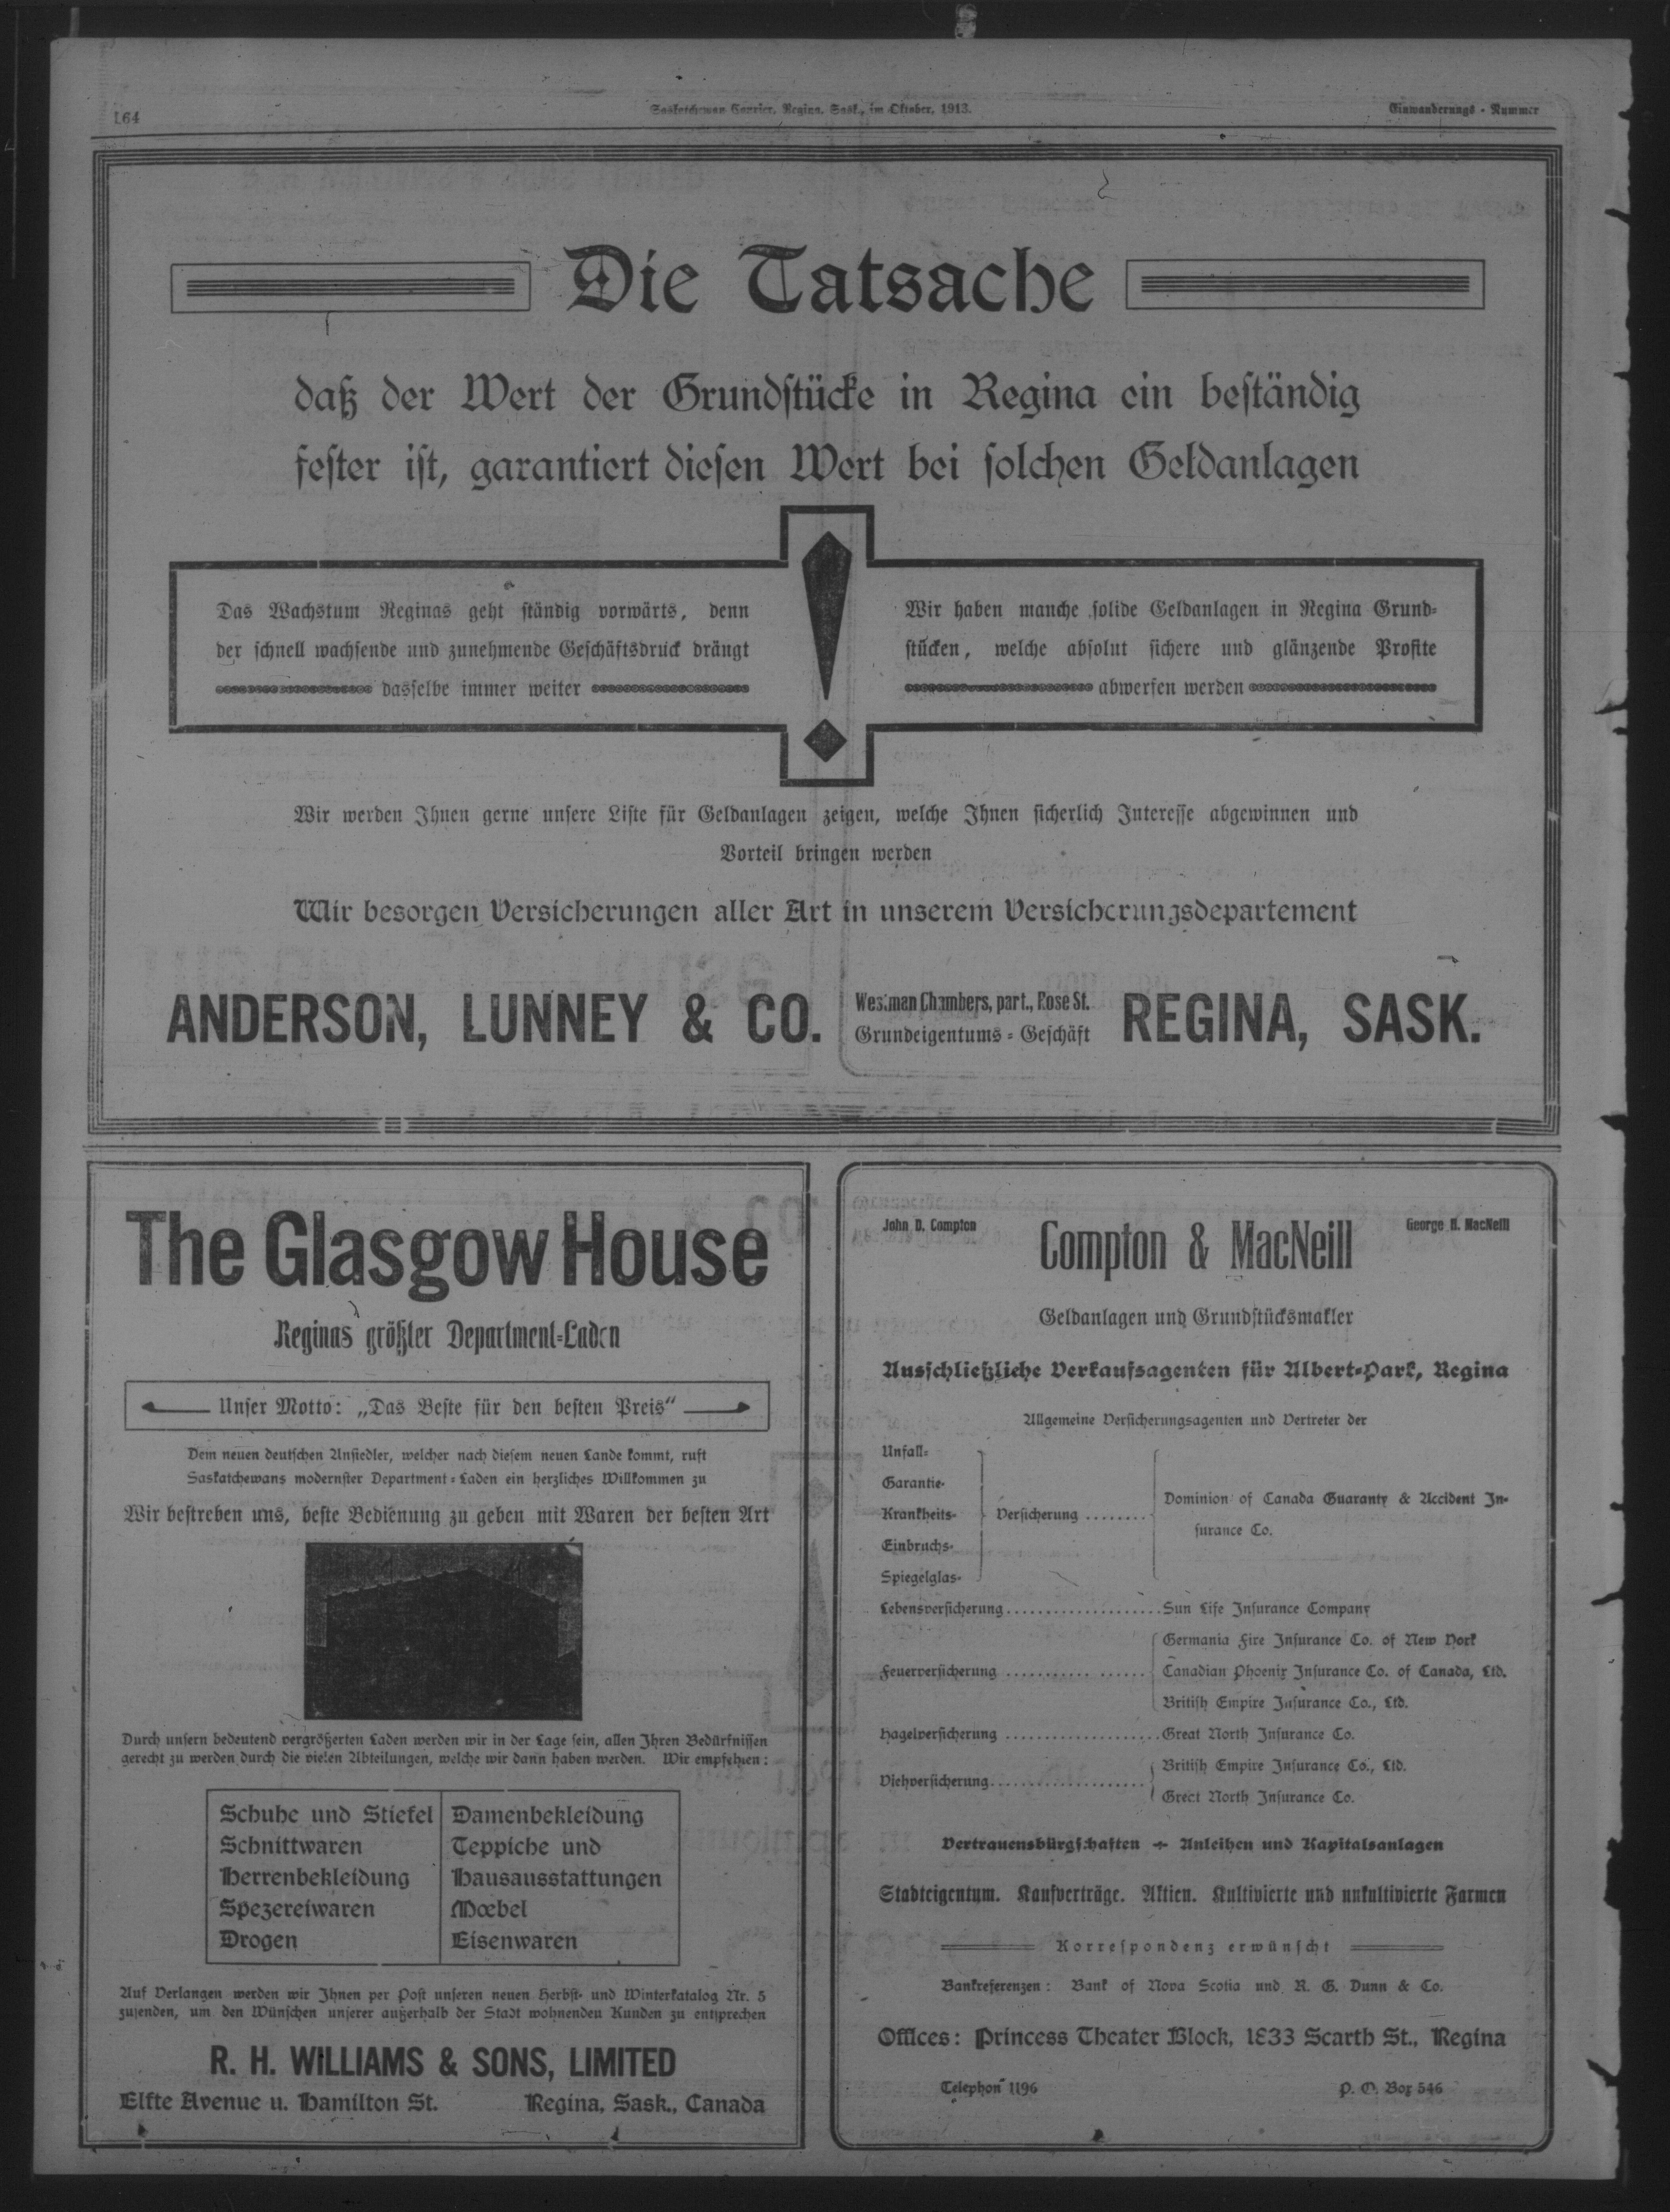 164
Saskatchewan Courier, Regina, Sask., im Oktober, 1913.
Einwanderungs - Nummer
Die Tatsache
daß der Wert der Grundstücke in Regina ein beständig
fester ist, garantiert diesen Wert bei solchen Geldanlagen
Das Wachstum Reginas geht ständig vorwärts, denn
der schnell wachsende und zunehmende Geschäftsdruck drängt
dasselbe immer weiter
!
Wir haben manche solide Geldanlagen in Regina Grund-
stücken, welche absolut sichere und glänzende Profite
abwerfen werden
Wir werden Ihnen gerne unsere Liste für Geldanlagen zeigen, welche Ihnen sicherlich Interesse abgewinnen und
Vorteil bringen werden
Wir besorgen Versicherungen aller Art in unserem Versicherungsdepartement
ANDERSON, LUNNEY & CO.
Westman Chambers, part., Rose St.
Grundeigentums - Geschäft
REGINA, SASK.
The Glasgow House
Reginas größter Department-Laden
Unser Motto: „Das Beste für den besten Preis“
Dem neuen deutschen Ansiedler, welcher nach diesem neuen Lande kommt, ruft
Saskatchewans modernster Department - Laden ein herzliches Willkommen zu
Wir bestreben uns, beste Bedienung zu geben mit Waren der besten Art
Durch unsern bedeutend vergrößerten Laden werden wir in der Lage sein, allen Ihren Bedürfnissen
gerecht zu werden durch die vielen Abteilungen, welche wir dann haben werden. Wir empfehlen:
Schuhe und Stiefel
Schnittwaren
Herrenbekleidung
Spezereiwaren
Drogen
Damenbekleidung
Teppiche und
Hausausstattungen
Mœbel
Eisenwaren
Auf Verlangen werden wir Ihnen per Post unseren neuen Herbst- und Winterkatalog Nr. 5
zusenden, um den Wünschen unserer außerhalb der Stadt wohnenden Kunden zu entsprechen
R. H. WILLIAMS & SONS, LIMITED
Elfte Avenue u. Hamilton St.
Regina, Sask., Canada
John D. Compton
Compton & MacNeill
George H. MacNeill
Geldanlagen und Grundstücksmakler
Ausschließliche Verkaufsagenten für Albert-Park, Regina
Allgemeine Versicherungsagenten und Vertreter der
Unfall-
Garantie-
Krankheits-
Einbruchs-
Spiegelglas-
Versicherung ........
Dominion of Canada Guaranty & Accident In-
surance Co.
Lebensversicherung....................Sun Life Insurance Company
Feuerversicherung ..................
Germania Fire Insurance Co. of New York
Canadian Phoenix Insurance Co. of Canada, Ltd.
British Empire Insurance Co., Ltd.
Hagelversicherung ....................Great North Insurance Co.
Viehversicherung....................
British Empire Insurance Co., Ltd.
Great North Insurance Co.
Vertrauensbürgschaften ÷ Anleihen und Kapitalsanlagen
Stadteigentum. Kaufverträge. Aktien. Kultivierte und unkultivierte Farmen
Korrespondenz erwünscht
Bankreferenzen: Bank of Nova Scotia und R. G. Dunn & Co.
Offices: Princess Theater Block, 1833 Scarth St., Regina
Telephon 1196
P. O. Box 546